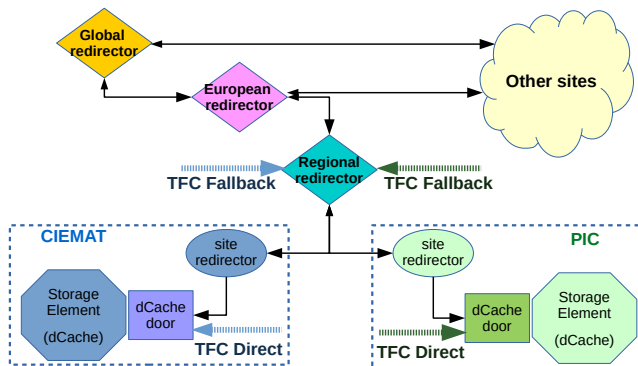 Global
redirector
European
redirector
Other sites
Regional
redirector
TFC Fallback
TFC Fallback
CIEMAT
site
redirector
Storage
Element
(dCache)
dCache
door
TFC Direct
PIC
site
redirector
dCache
door
Storage
Element
(dCache)
TFC Direct